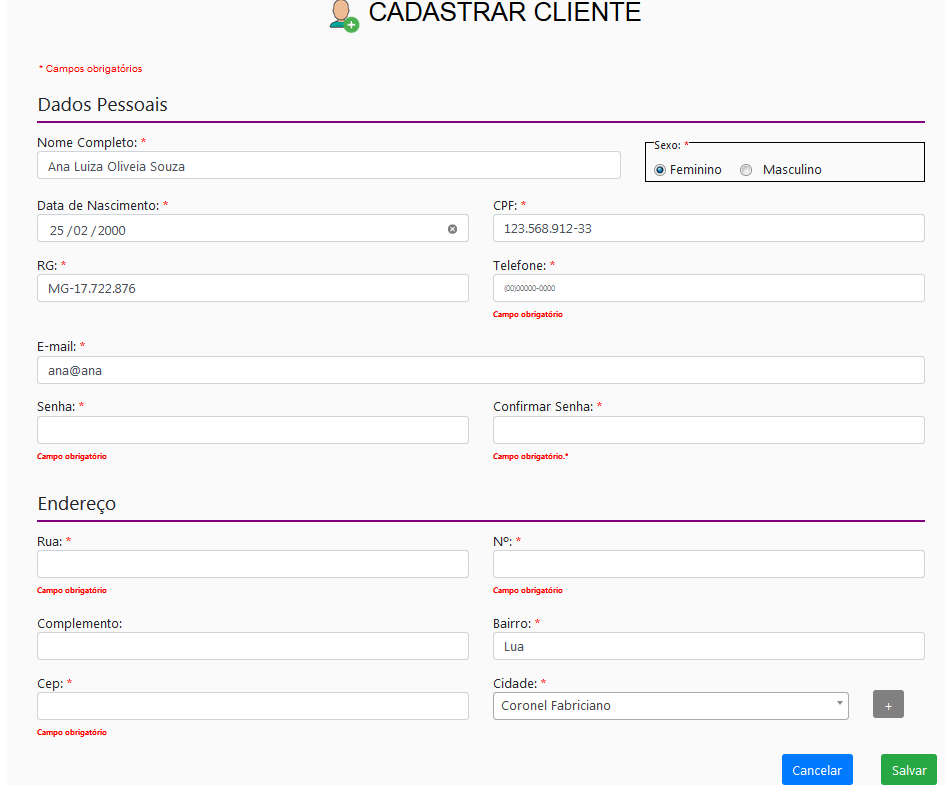 CADASTRAR CLIENTE
* Campos obrigatórios
Dados Pessoais
Nome Completo: *
Sexo: *
Ana Luiza Oliveia Souza
Feminino Masculino
Data de Nascimento: * CPF: *
25 /02 /2000 123.568.912-33
RG: * Telefone: *
MG-17.722.876 (00)00000-0000
Campo obrigatório
E-mail: *
ana@ana
Senha: * Confirmar Senha: *
Campo obrigatório Campo obrigatório.*
Endereço
Rua: * Nº: *
Campo obrigatório Campo obrigatório
Complemento: Bairro: *
Lua
Cep: * Cidade: *
Coronel Fabriciano +
Campo obrigatório
Cancelar Salvar